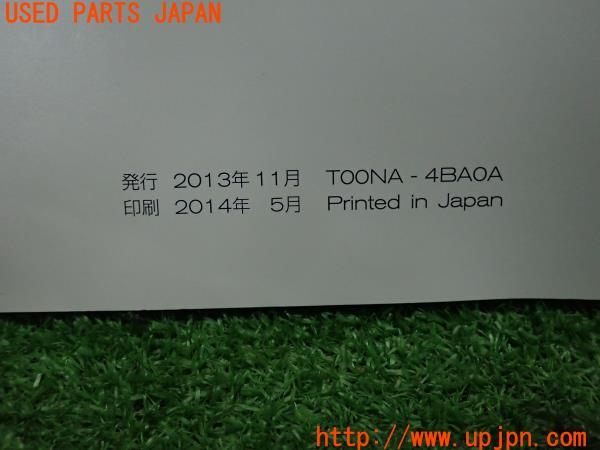 USED PARTS JAPAN
発行 2013年11月 T00NA - 4BA0A
印刷 2014年 5月 Printed in Japan
http://www.upjpn.com